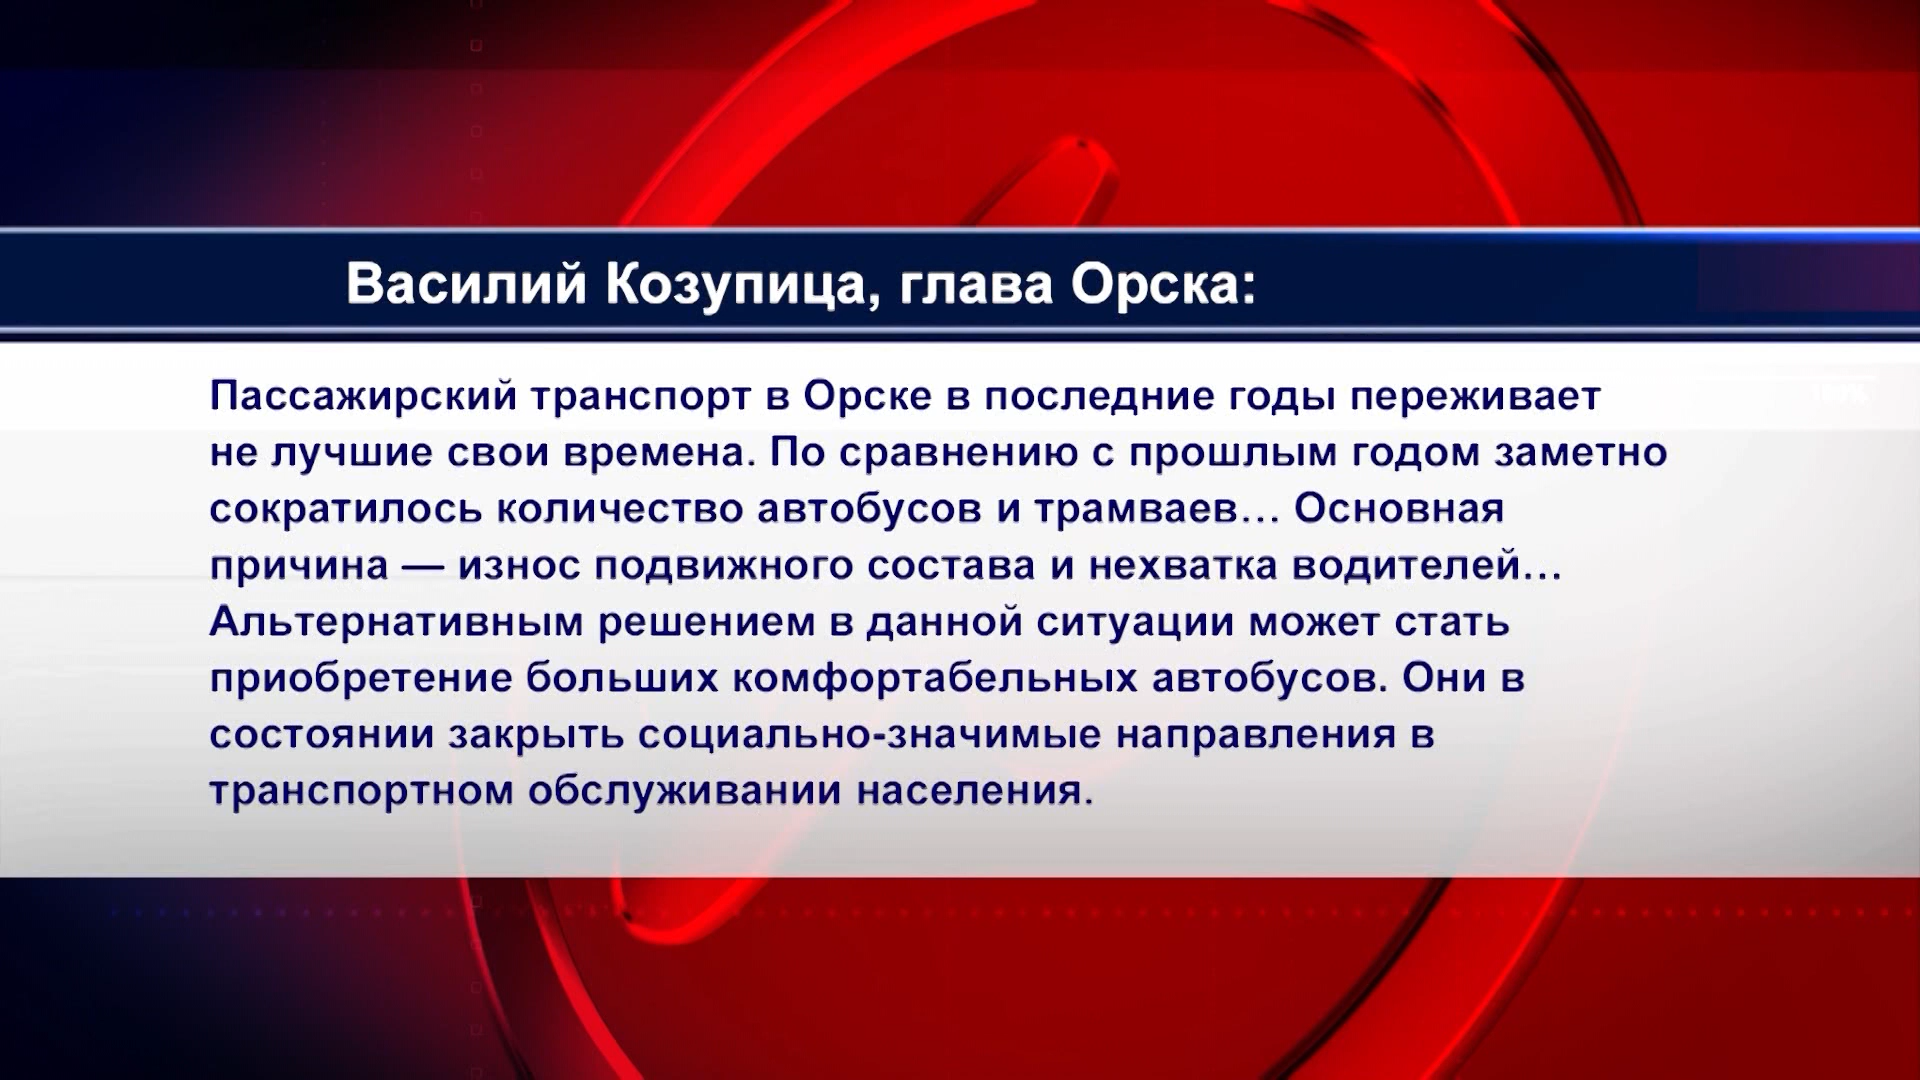 Василий Козупица, глава Орска:
Пассажирский транспорт в Орске в последние годы переживает
не лучшие свои времена. По сравнению с прошлым годом заметно
сократилось количество автобусов и трамваев… Основная
причина — износ подвижного состава и нехватка водителей…
Альтернативным решением в данной ситуации может стать
приобретение больших комфортабельных автобусов. Они в
состоянии закрыть социально-значимые направления в
транспортном обслуживании населения.